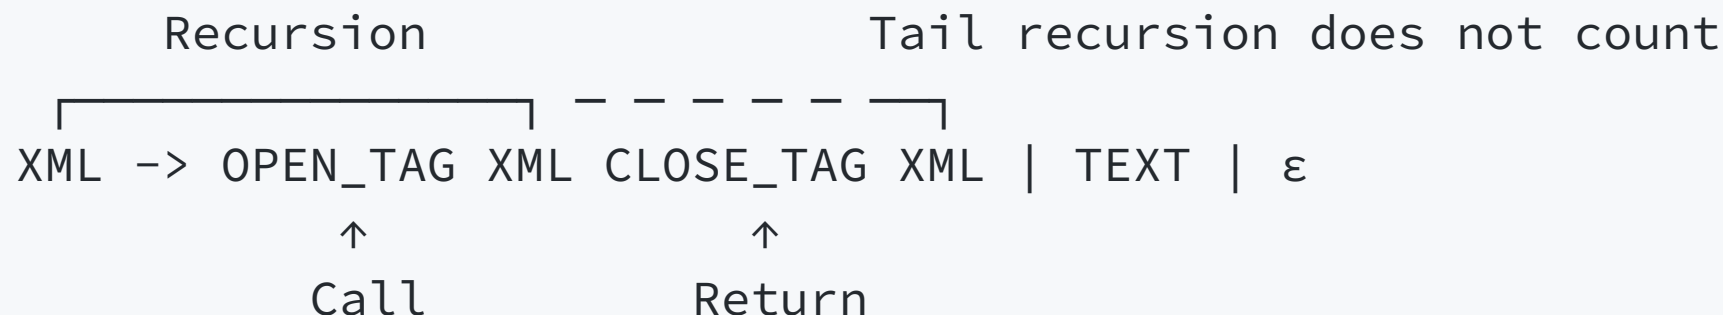 Recursion Tail recursion does not count
XML -> OPEN_TAG XML CLOSE_TAG XML | TEXT | ε
↑ ↑
Call Return